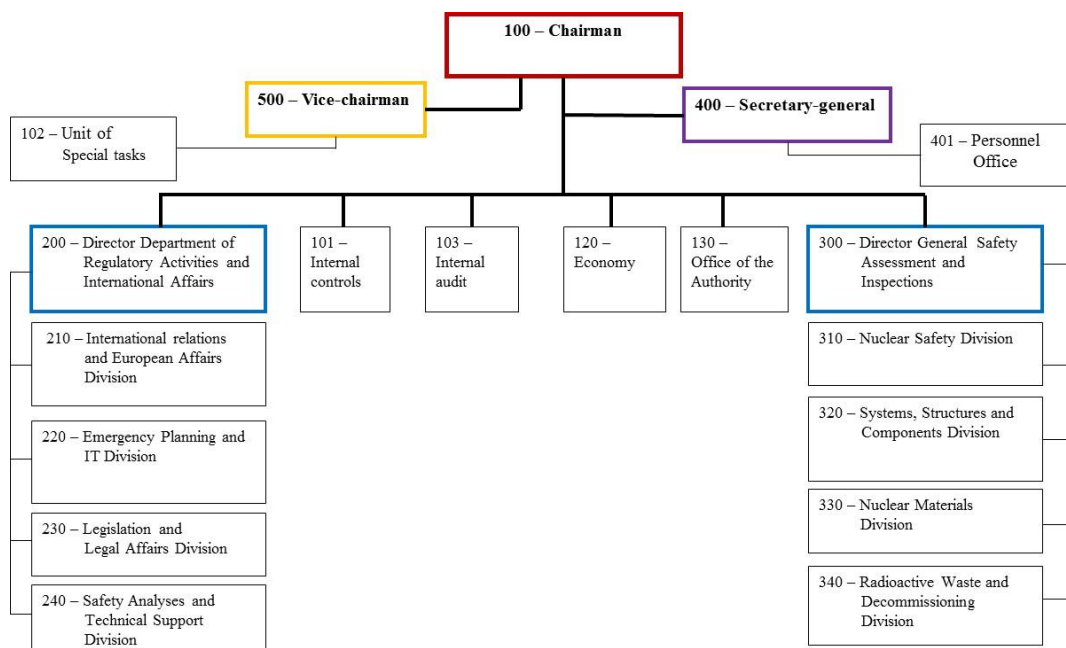 100 – Chairman
500 – Vice-chairman
400 – Secretary-general
102 – Unit of
Special tasks
401 – Personnel
Office
200 – Director Department of
Regulatory Activities and
International Affairs
101 –
Internal
controls
103 –
Internal
audit
120 –
Economy
130 –
Office of the
Authority
300 – Director General Safety
Assessment and
Inspections
210 – International relations
and European Affairs
Division
220 – Emergency Planning and
IT Division
230 – Legislation and
Legal Affairs Division
240 – Safety Analyses and
Technical Support
Division
310 – Nuclear Safety Division
320 – Systems, Structures and
Components Division
330 – Nuclear Materials
Division
340 – Radioactive Waste and
Decommissioning
Division